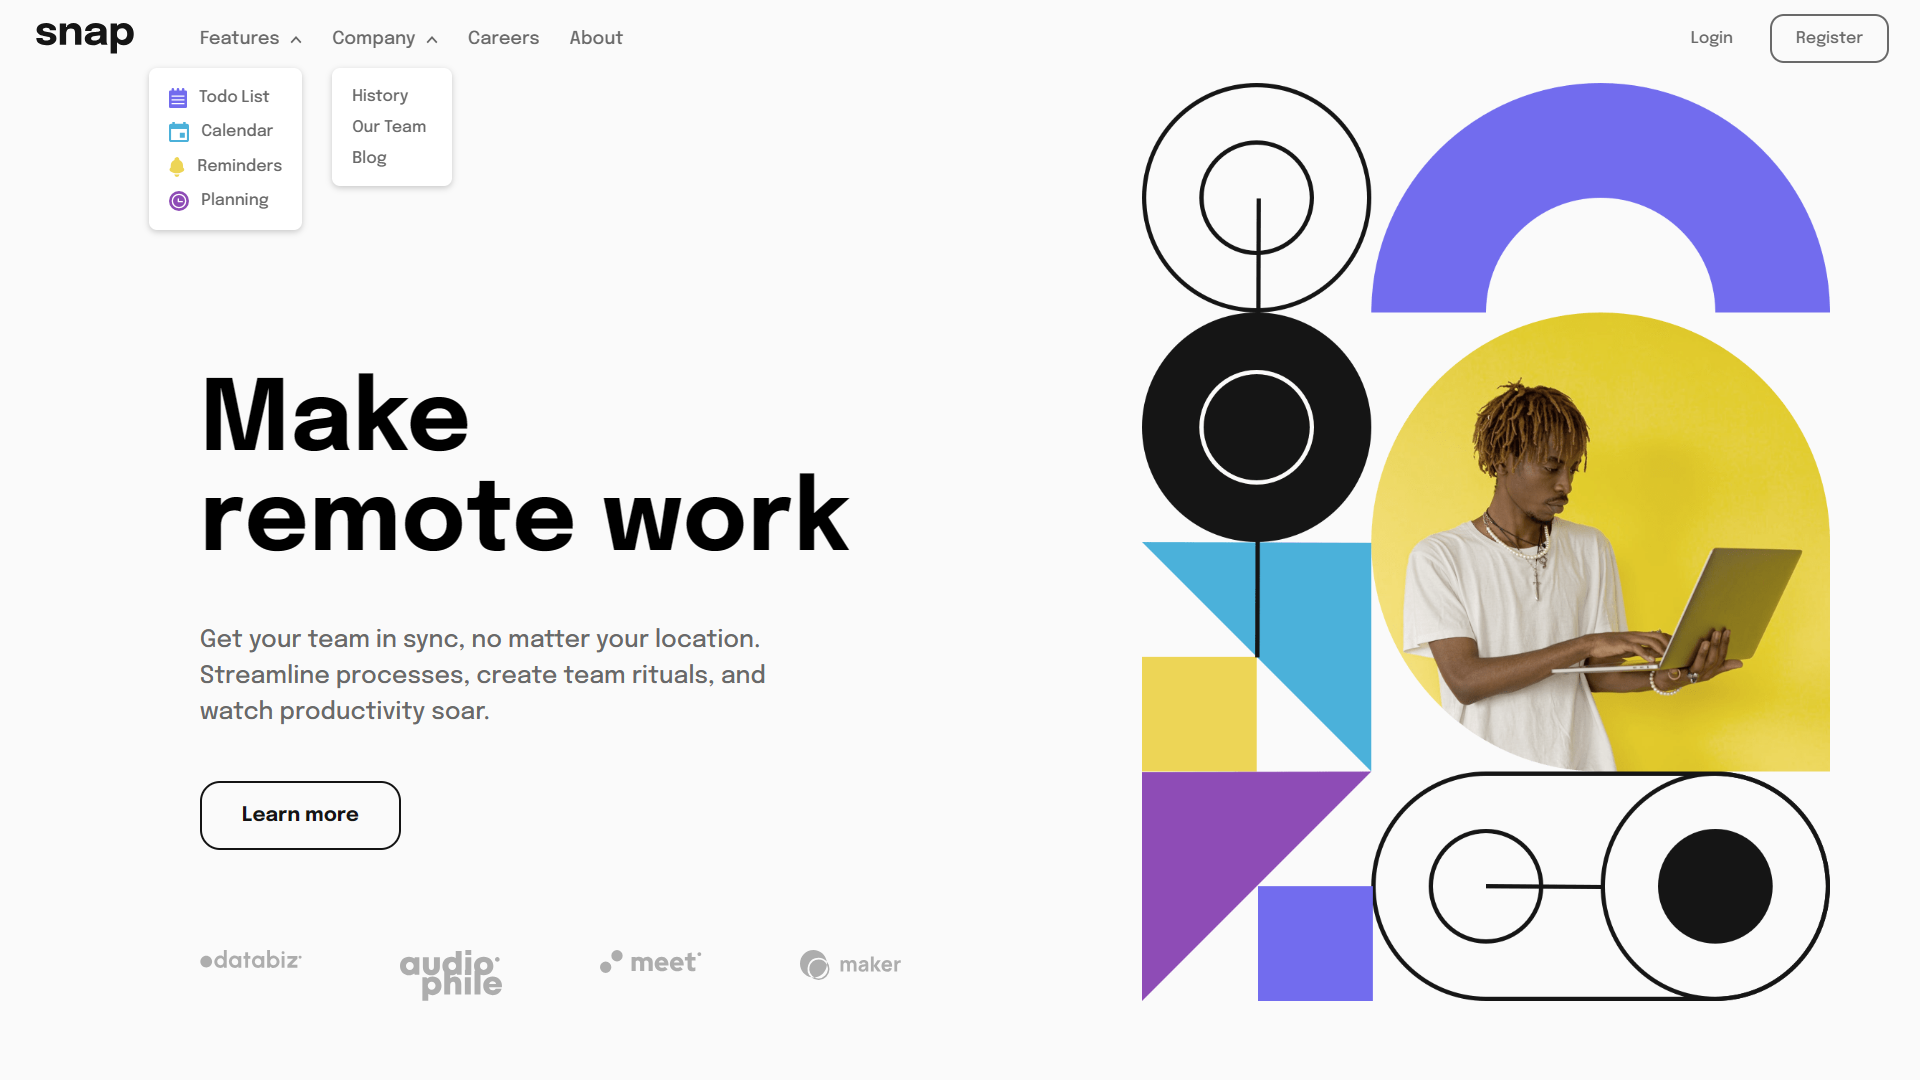 snap
Features
Company
Careers
About
Login
Register
Todo List
Calendar
Reminders
Planning
History
Our Team
Blog
Make
remote work
Get your team in sync, no matter your location.
Streamline processes, create team rituals, and
watch productivity soar.
Learn more
databiz
audio
phile
meet
maker